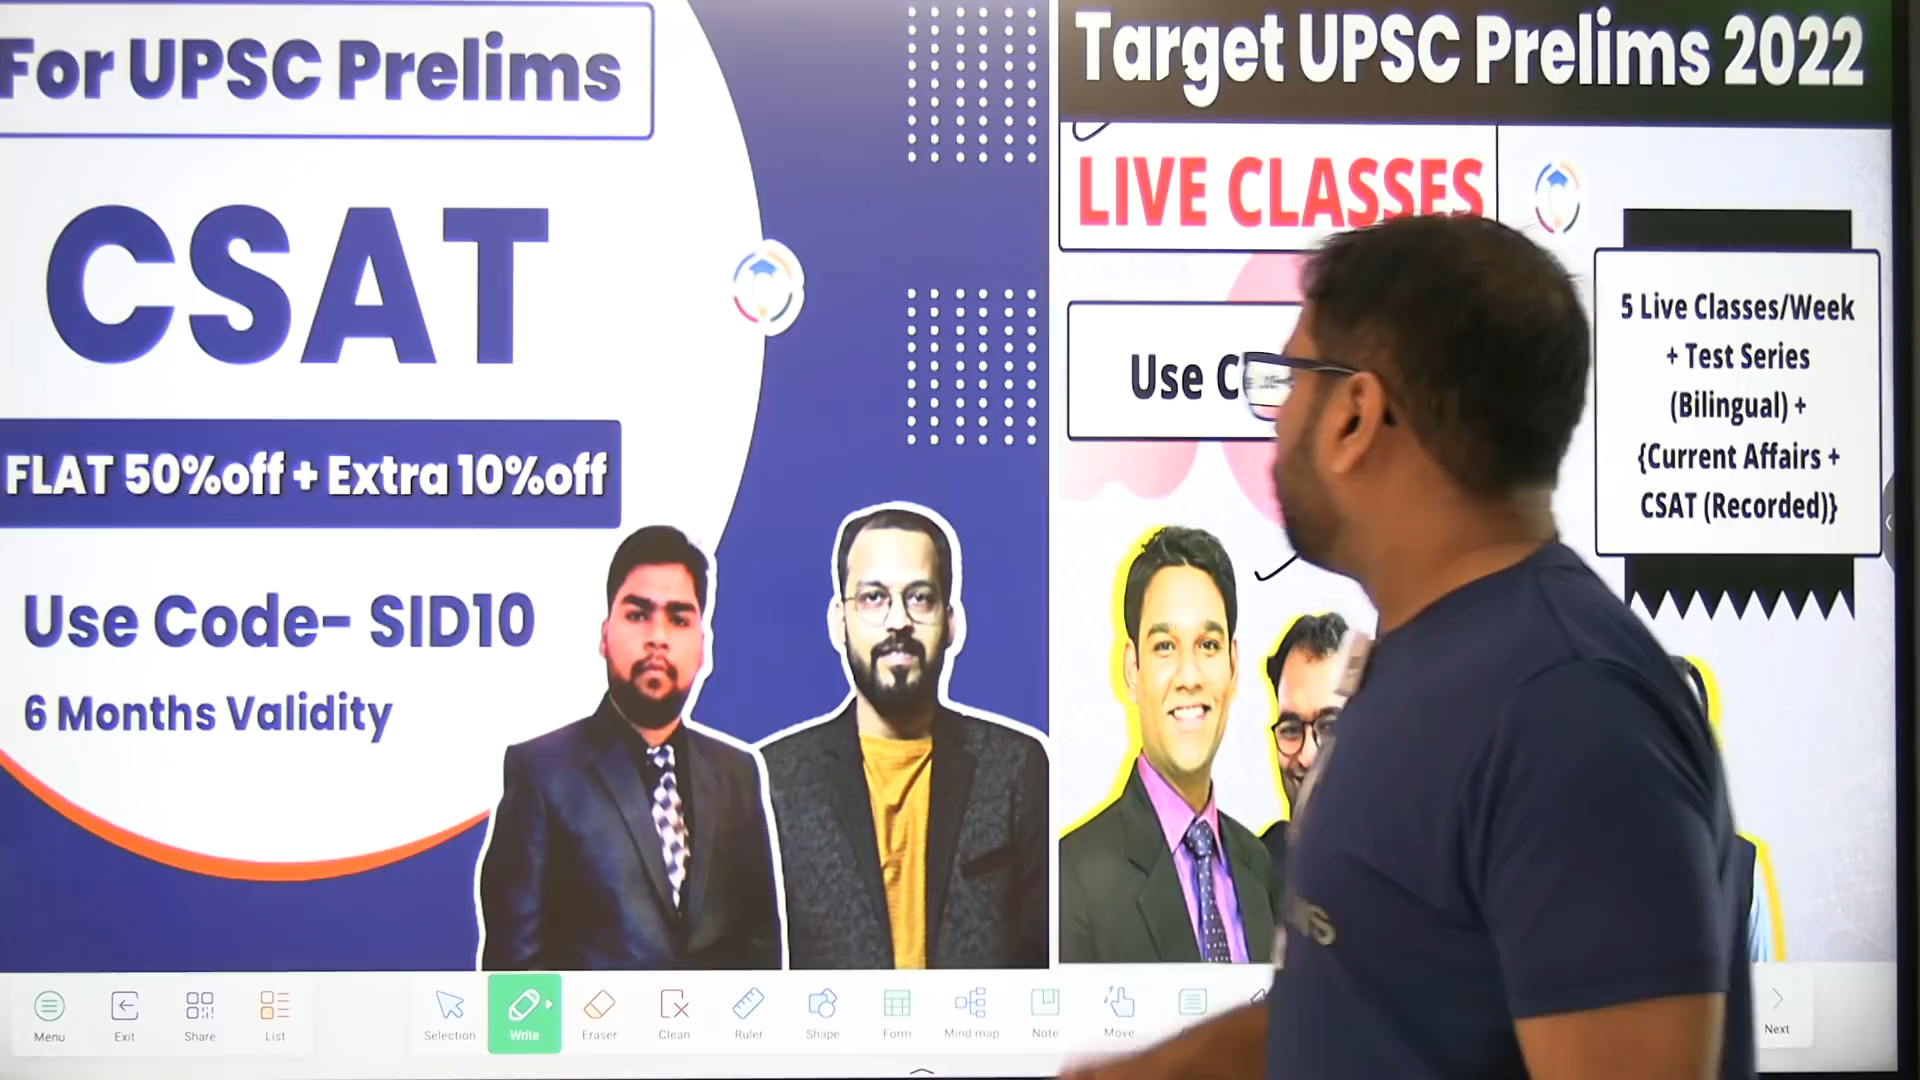 For UPSC Prelims
CSAT
FLAT 50%off + Extra 10%off
Use Code- SID10
6 Months Validity
Target UPSC Prelims 2022
LIVE CLASSES
Use
5 Live Classes/Week
+ Test Series
(Bilingual) +
{Current Affairs +
CSAT (Recorded)}
Menu
Exit
Share
List
Selection
Write
Eraser
Clean
Ruler
Shape
Form
Mind map
Note
Move
Next